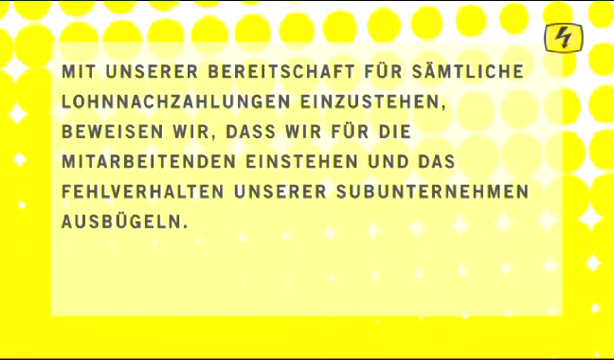 MIT UNSERER BEREITSCHAFT FÜR SÄMTLICHE
LOHNNACHZAHLUNGEN EINZUSTEHEN,
BEWEISEN WIR, DASS WIR FÜR DIE
MITARBEITENDEN EINSTEHEN UND DAS
FEHLVERHALTEN UNSERER SUBUNTERNEHMEN
AUSBÜGELN.